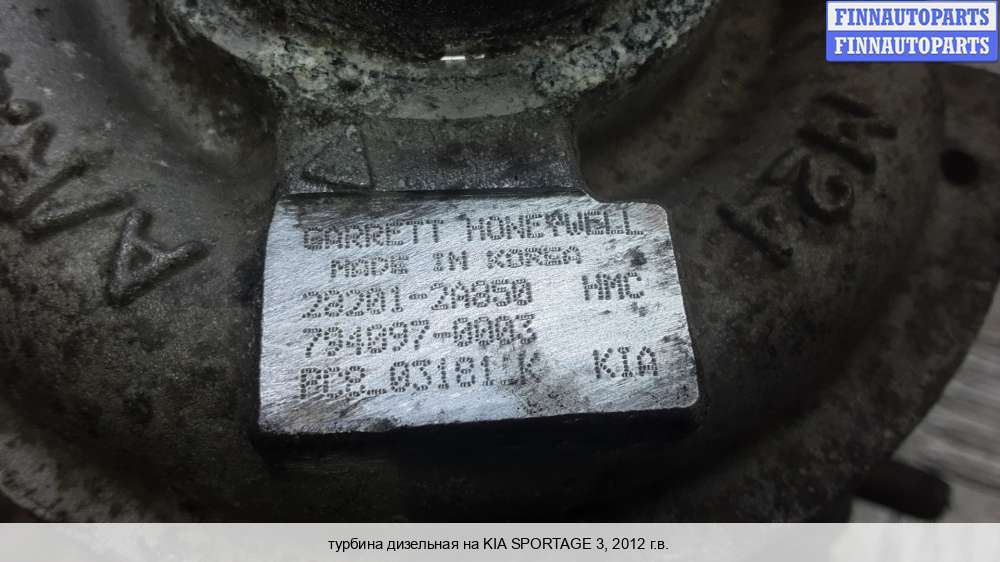 FINNAUTOPARTS
FINNAUTOPARTS
M24
GARRETT HONEYWELL
MADE IN KOREA
28201-2A850 HMC
794097-0003
KIA
турбина дизельная на KIA SPORTAGE 3, 2012 г.в.